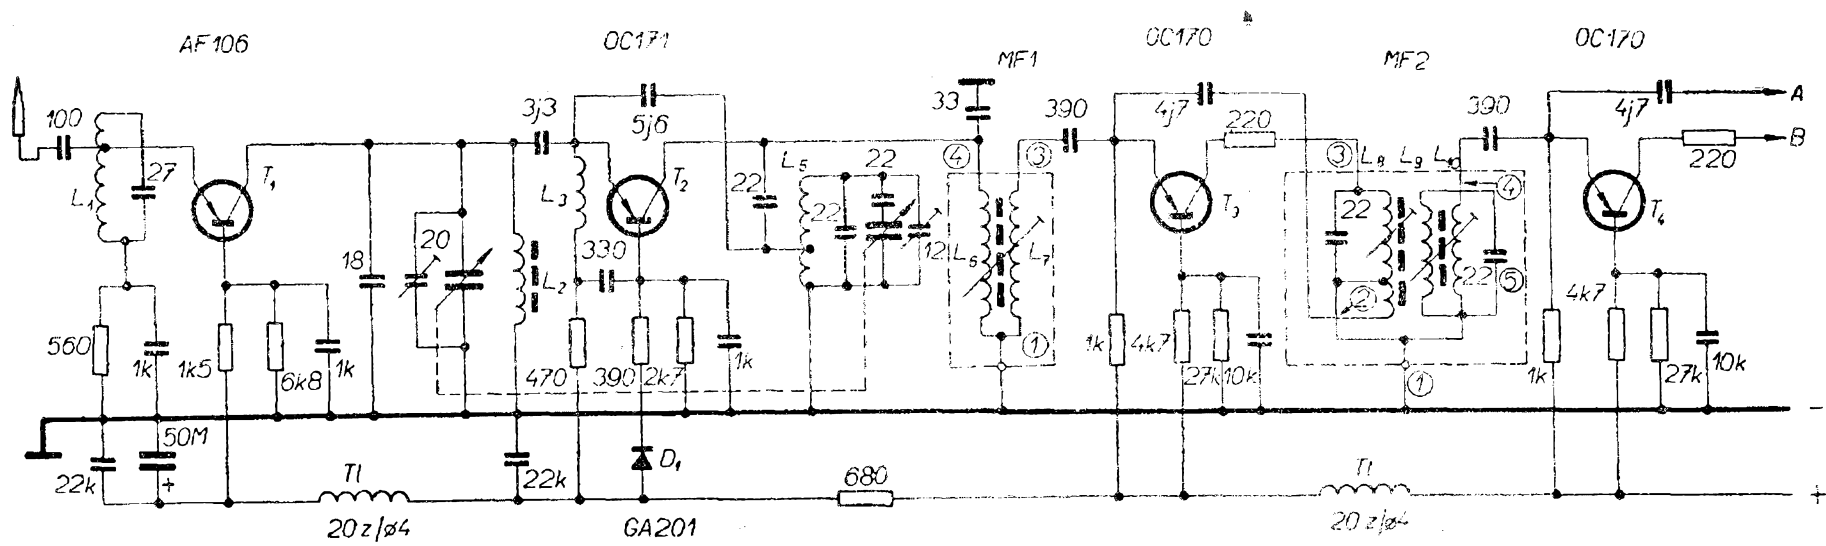 AF106
OC171
OC170
OC170
MF1
MF2
100
27
L1
T1
3j3
5j6
L3
T2
22
L5
22
22
12
33
④
③
390
4j7
220
T3
③
L8
L9
L10
④
390
4j7
A
B
220
T4
18
20
L2
330
L6
L7
①
22
②
22
⑤
①
560
1k
1k5
6k8
1k
470
390
2k7
1k
1k
4k7
27k
10k
1k
4k7
27k
10k
-
50M
+
22k
Tl
20z/ø4
22k
D1
GA201
680
Tl
20z/ø4
+